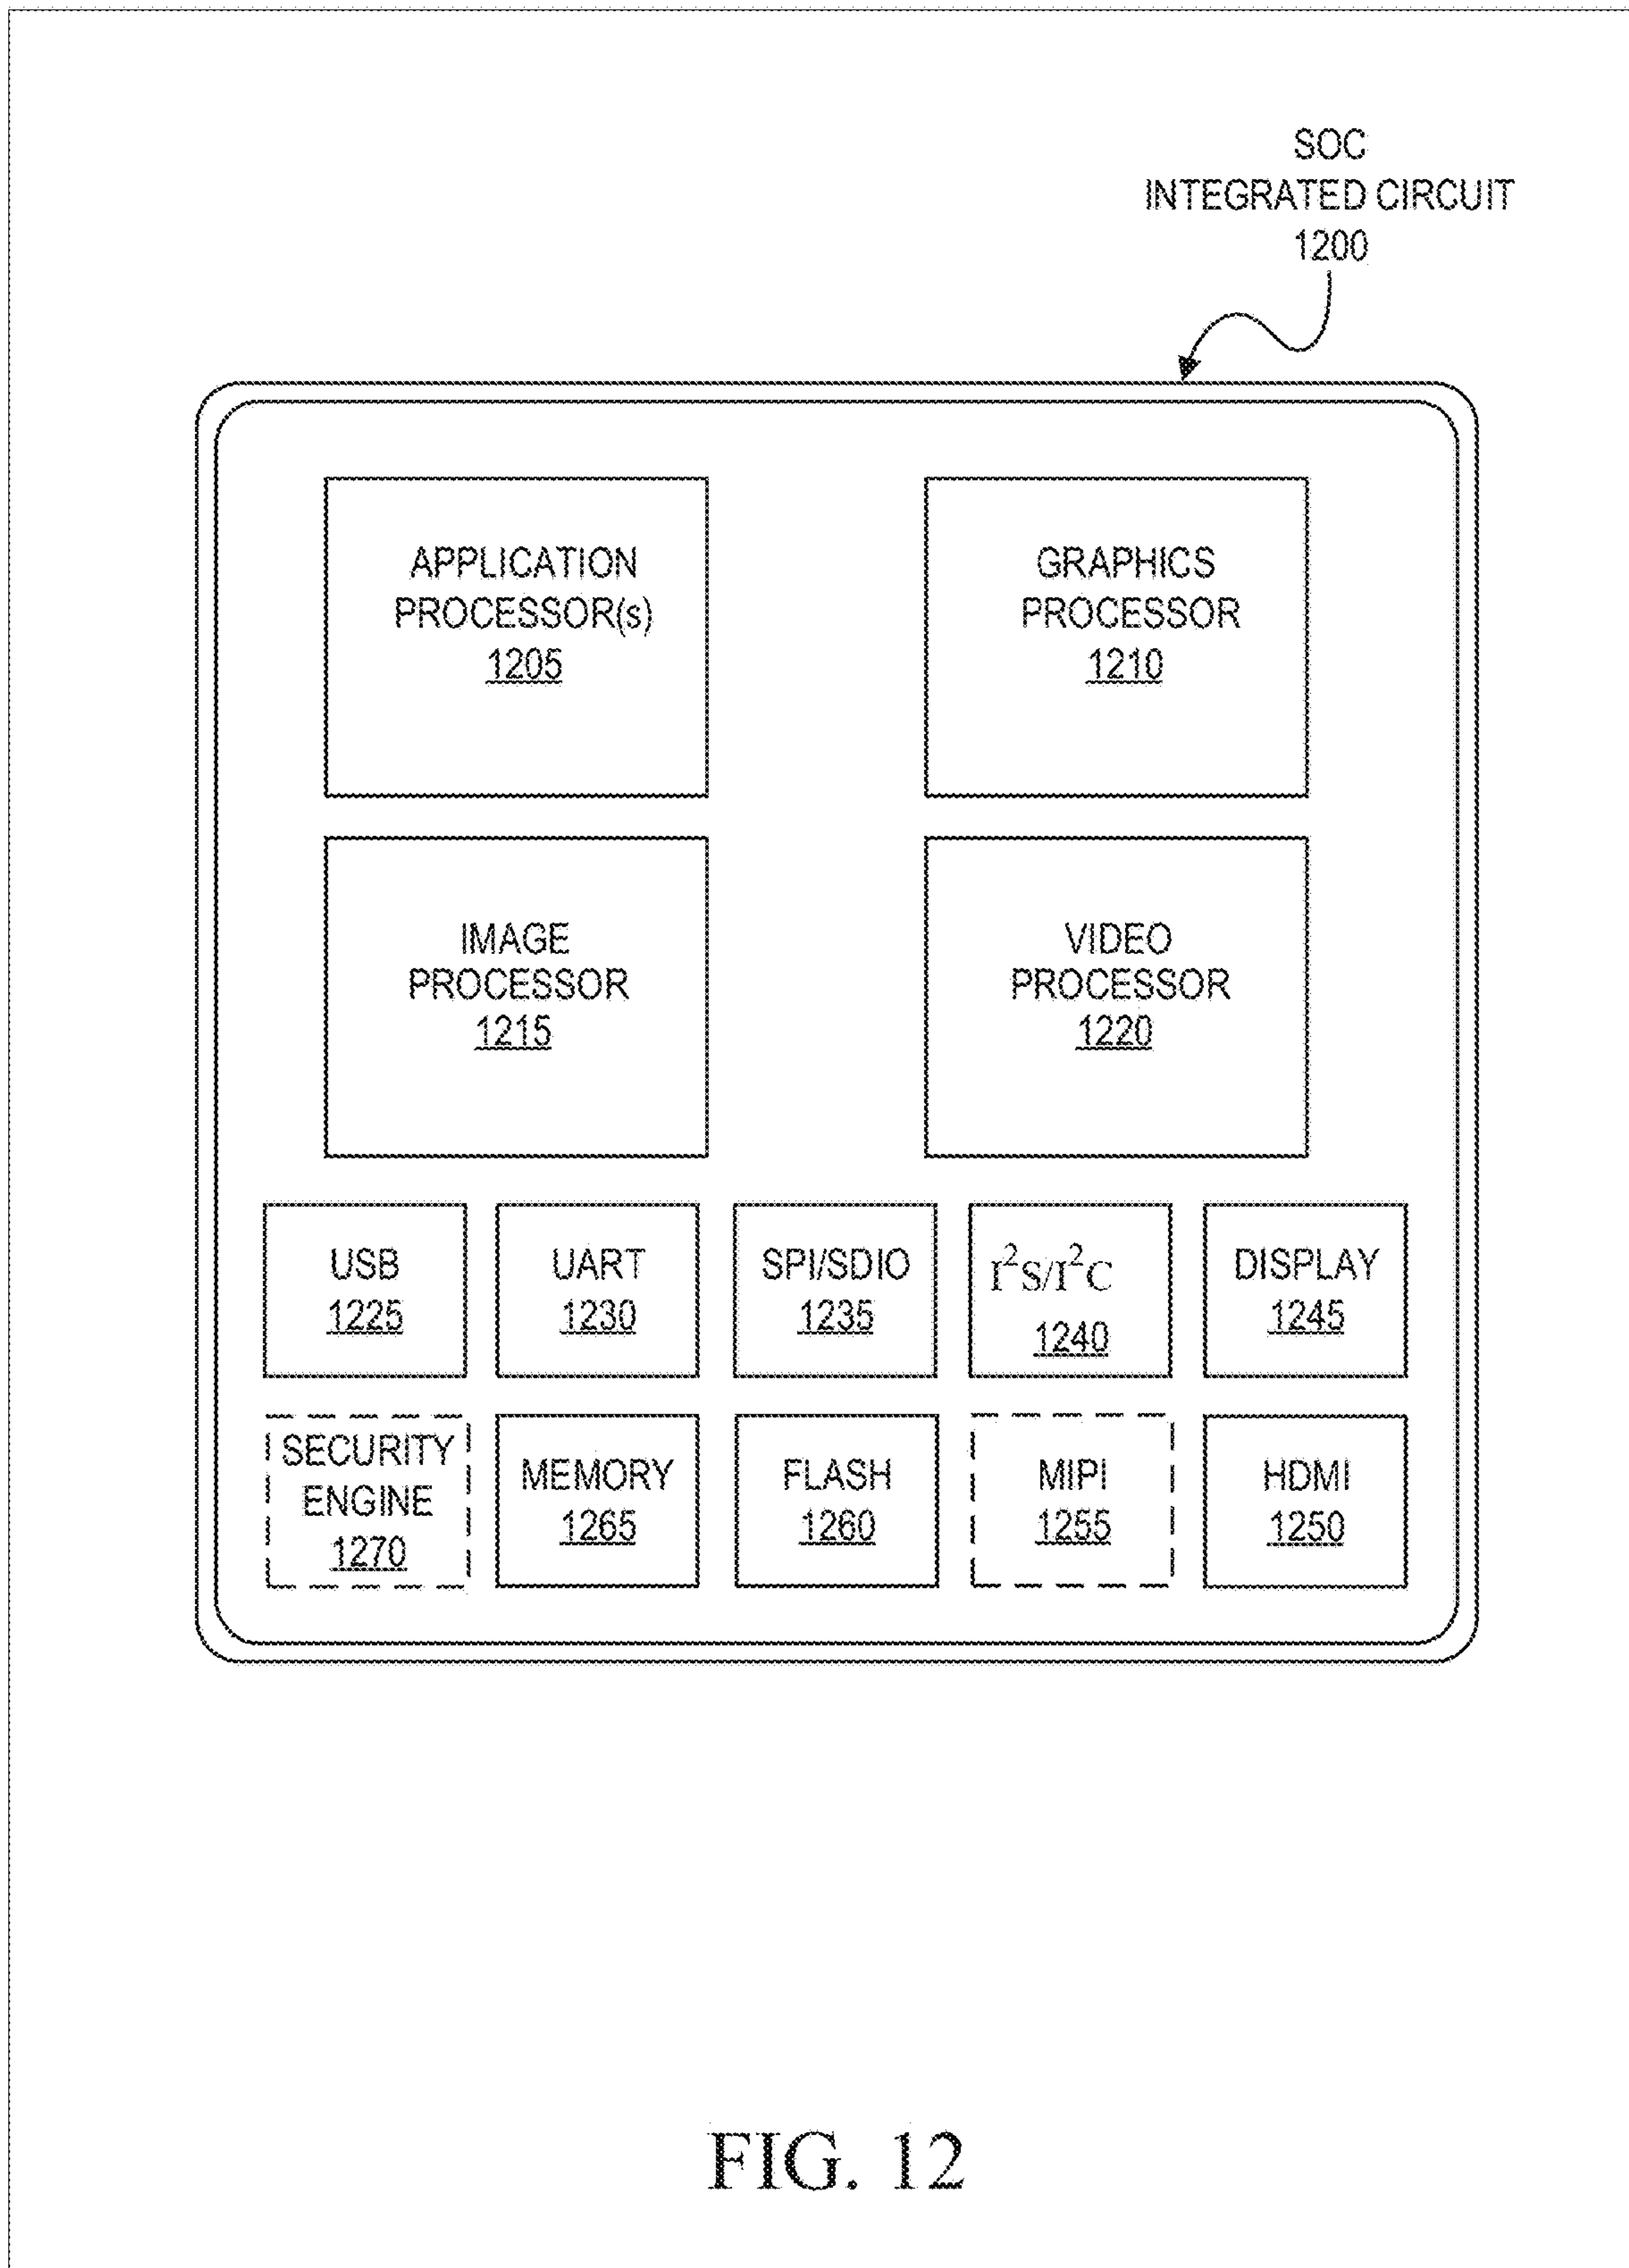 SOC
INTEGRATED CIRCUIT
1200
APPLICATION
PROCESSOR(s)
1205
GRAPHICS
PROCESSOR
1210
IMAGE
PROCESSOR
1215
VIDEO
PROCESSOR
1220
USB
1225
UART
1230
SPI/SDIO
1235
I²S/I²C
1240
DISPLAY
1245
SECURITY
ENGINE
1270
MEMORY
1265
FLASH
1260
MIPI
1255
HDMI
1250
FIG. 12